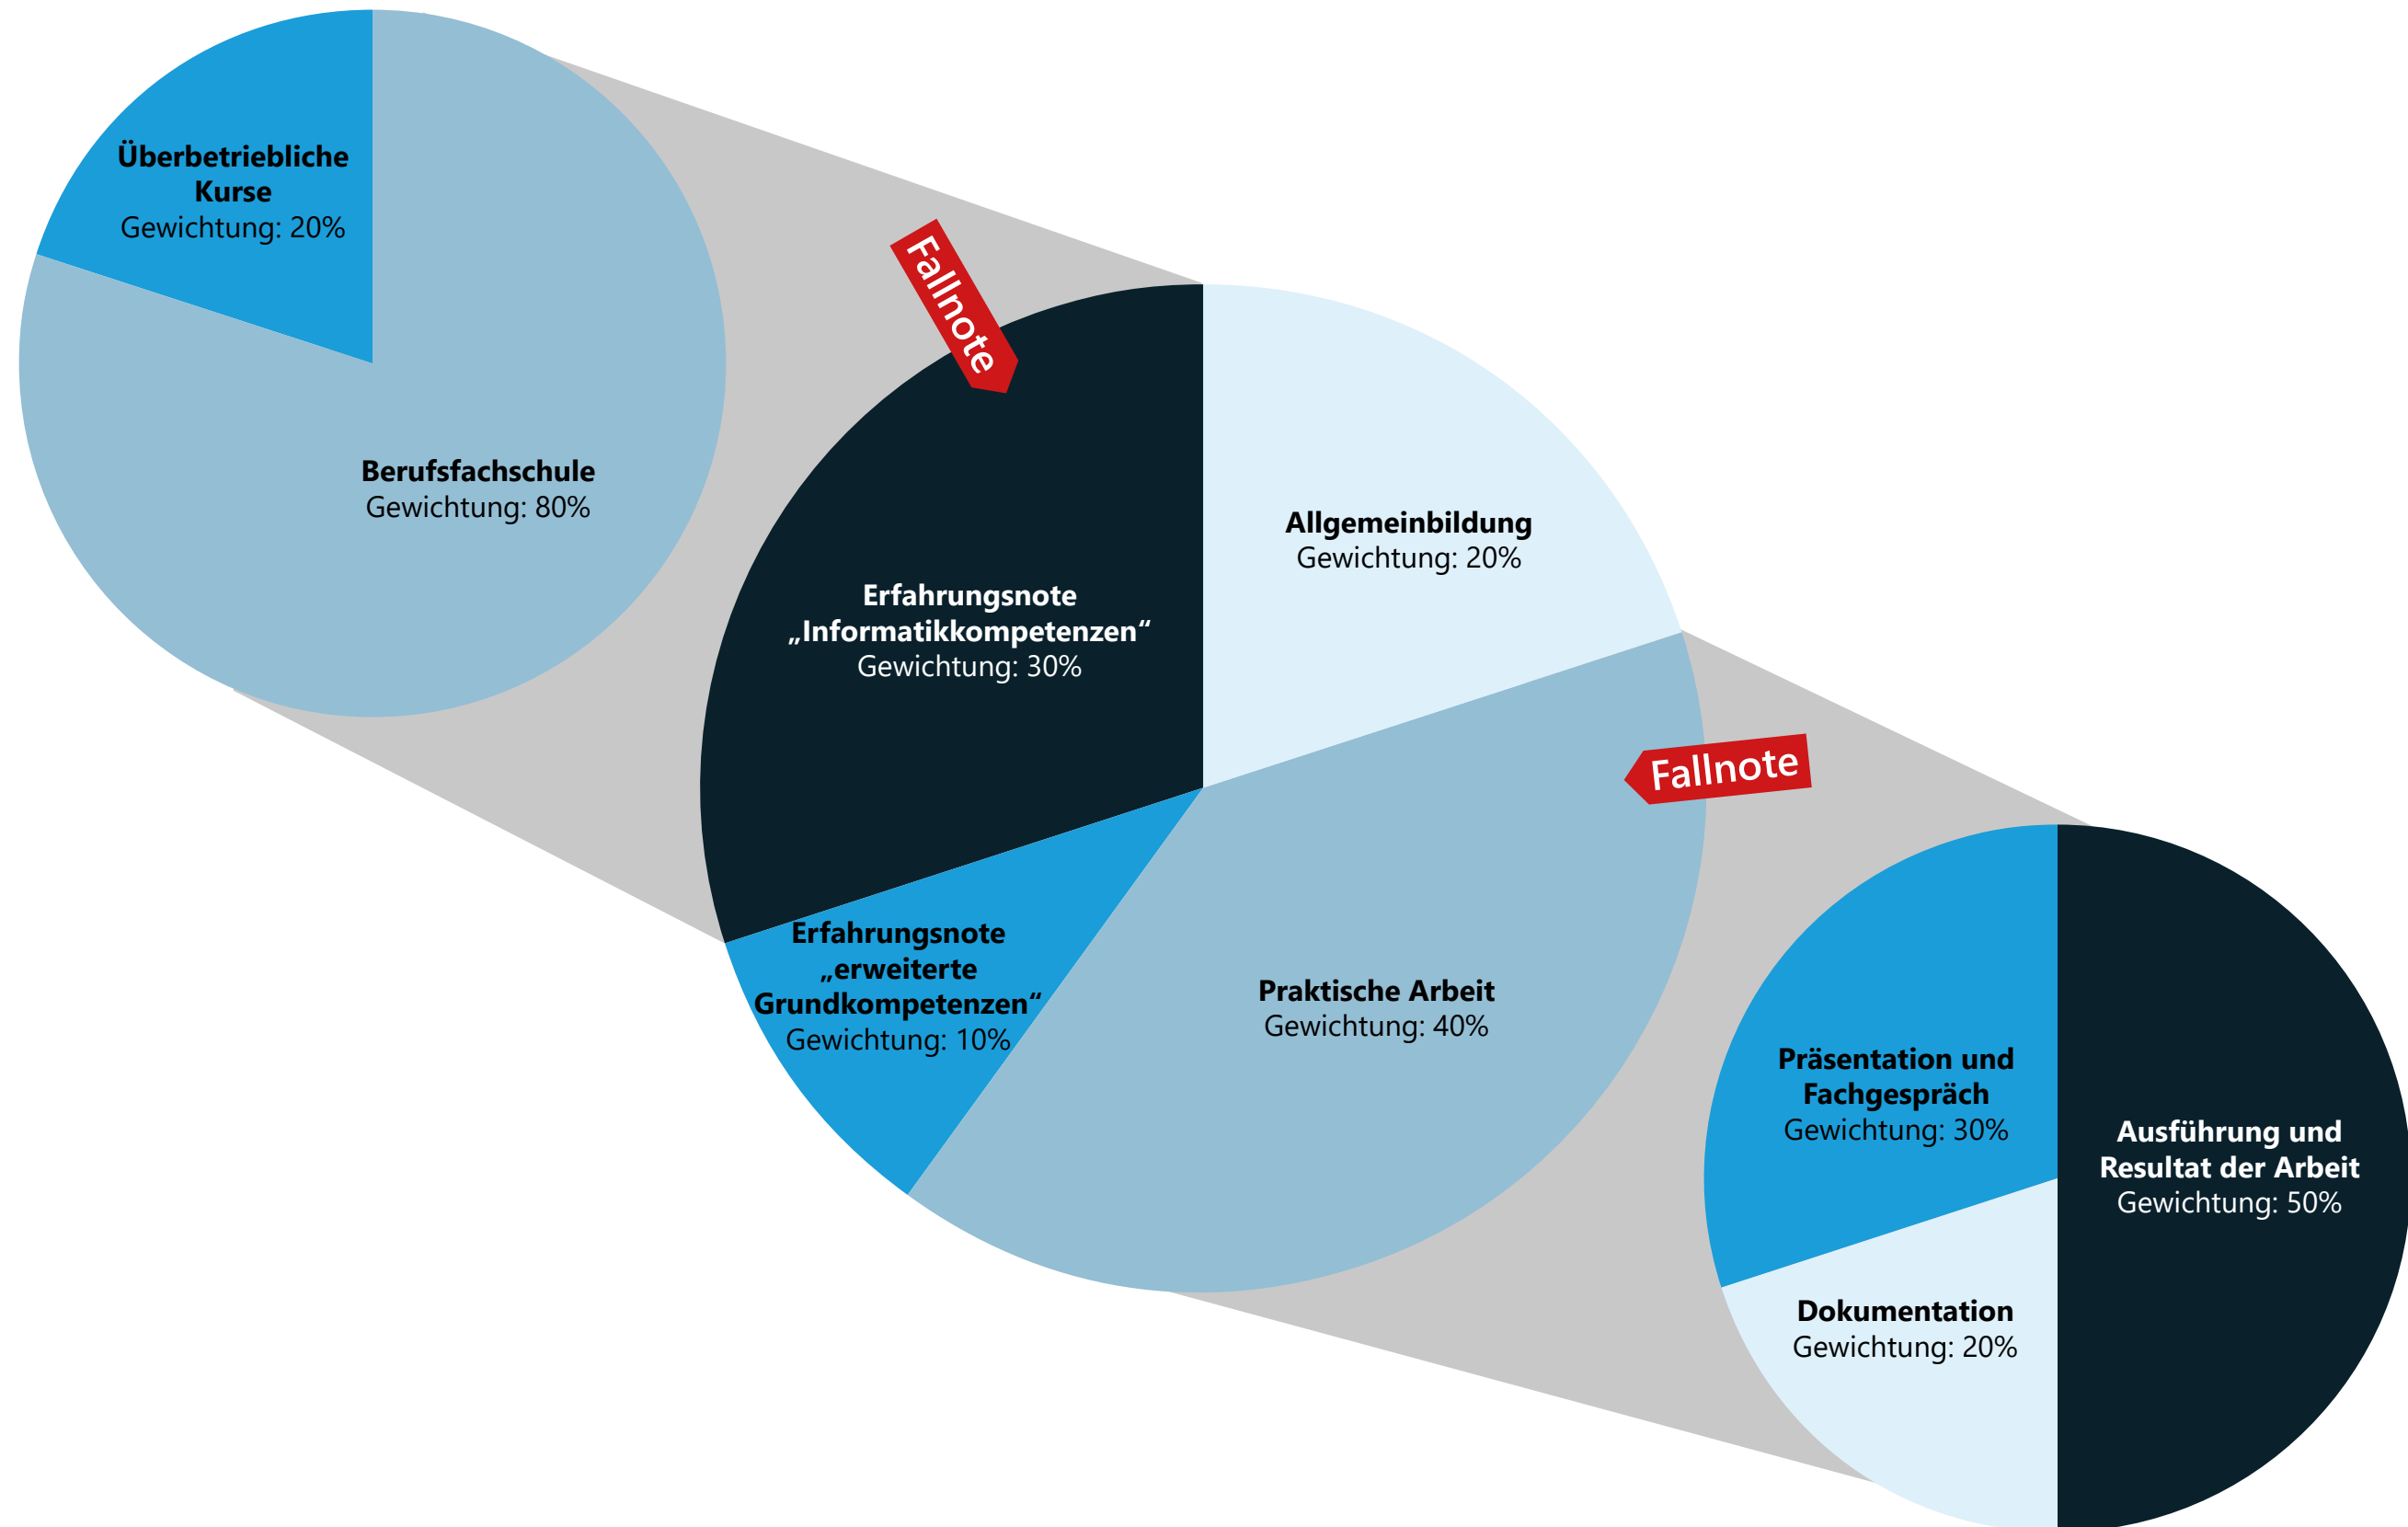 Überbetriebliche
Kurse
Gewichtung: 20%
Berufsfachschule
Gewichtung: 80%
Fallnote
Erfahrungsnote
„Informatikkompetenzen“
Gewichtung: 30%
Allgemeinbildung
Gewichtung: 20%
Fallnote
Erfahrungsnote
„erweiterte
Grundkompetenzen“
Gewichtung: 10%
Praktische Arbeit
Gewichtung: 40%
Präsentation und
Fachgespräch
Gewichtung: 30%
Ausführung und
Resultat der Arbeit
Gewichtung: 50%
Dokumentation
Gewichtung: 20%